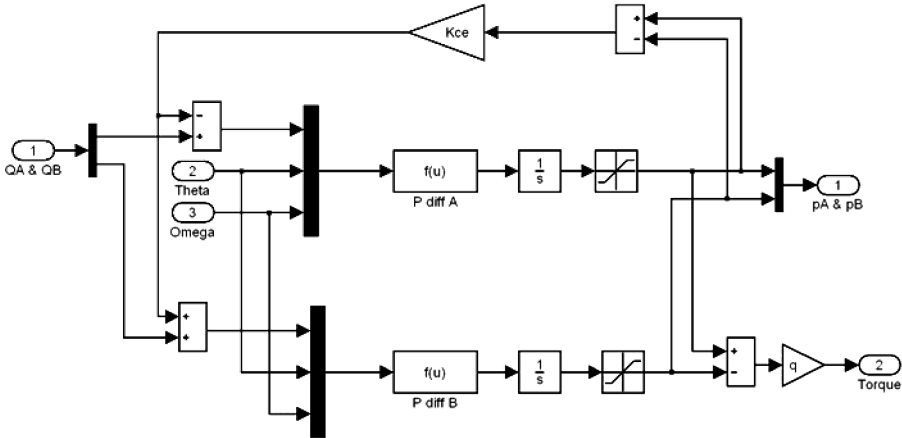 Kce
+
−
−
+
1
QA & QB
2
Theta
3
Omega
f(u)
P diff A
1
s
1
pA & pB
+
+
f(u)
P diff B
1
s
+
−
q
2
Torque